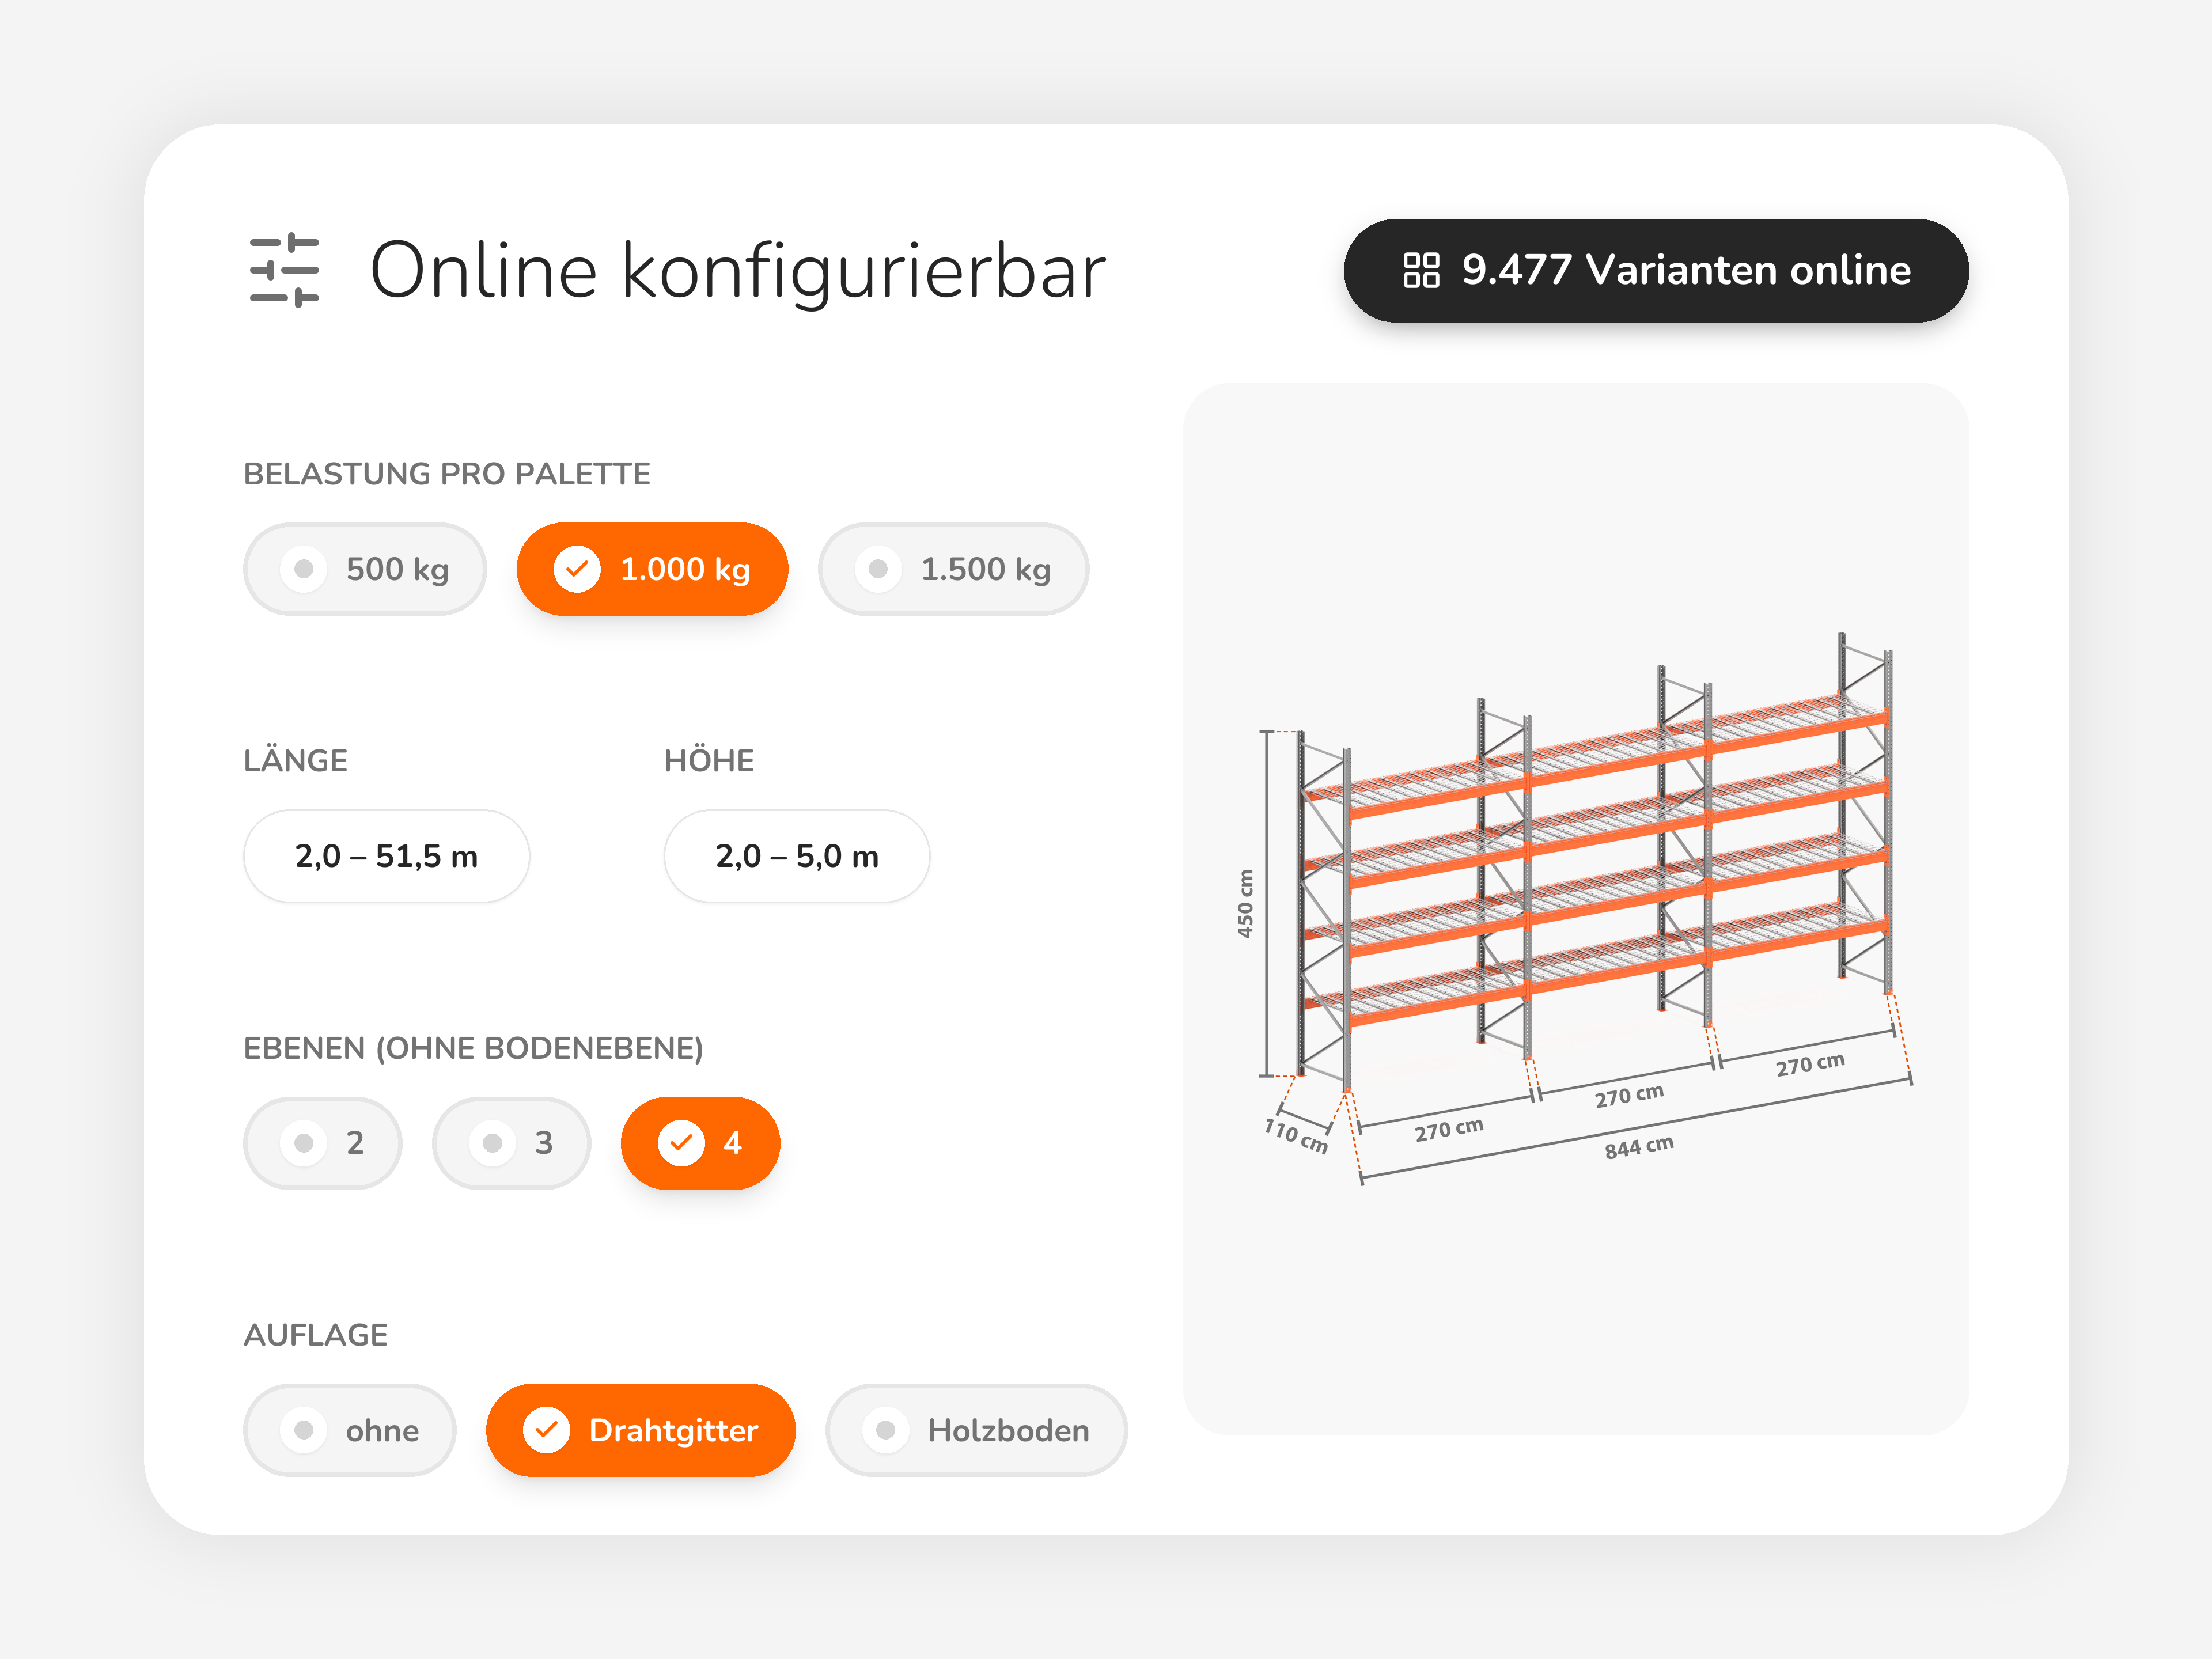 Online konfigurierbar
9.477 Varianten online
BELASTUNG PRO PALETTE
500 kg
1.000 kg
1.500 kg
LÄNGE
HÖHE
2,0 – 51,5 m
2,0 – 5,0 m
EBENEN (OHNE BODENEBENE)
2
3
4
AUFLAGE
ohne
Drahtgitter
Holzboden
450 cm
110 cm
270 cm
270 cm
270 cm
844 cm